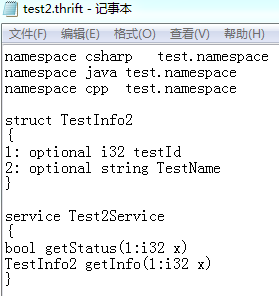 test2.thrift - 记事本
文件(F) 编辑(E) 格式(O) 查看(V) 帮助(H)
namespace csharp   test.namespace
namespace java test.namespace
namespace cpp  test.namespace
struct TestInfo2
{
1: optional i32 testId
2: optional string TestName
}
service Test2Service
{
bool getStatus(1:i32 x)
TestInfo2 getInfo(1:i32 x)
}